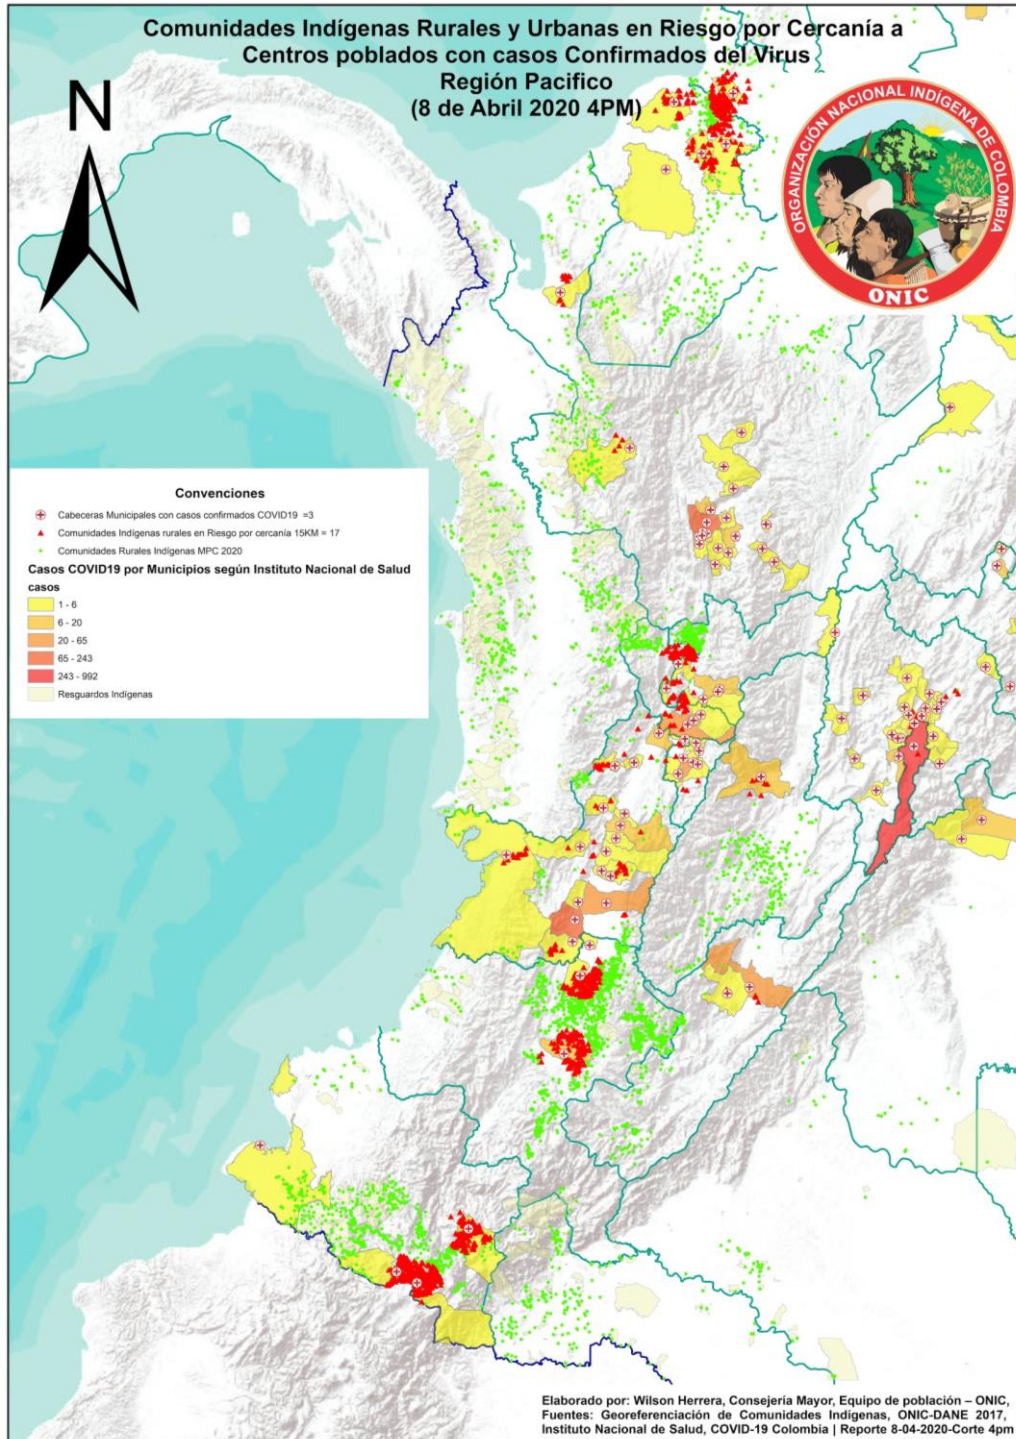 Comunidades Indígenas Rurales y Urbanas en Riesgo por Cercanía a
Centros poblados con casos Confirmados del Virus
Región Pacifico
(8 de Abril 2020 4PM)
N
ORGANIZACIÓN NACIONAL INDÍGENA DE COLOMBIA
ONIC
Convenciones
Cabeceras Municipales con casos confirmados COVID19 =3
Comunidades Indígenas rurales en Riesgo por cercanía 15KM = 17
Comunidades Rurales Indígenas MPC 2020
Casos COVID19 por Municipios según Instituto Nacional de Salud
casos
1 - 6
6 - 20
20 - 65
65 - 243
243 - 992
Resguardos Indígenas
Elaborado por: Wilson Herrera, Consejería Mayor, Equipo de población – ONIC,
Fuentes: Georeferenciación de Comunidades Indígenas, ONIC-DANE 2017,
Instituto Nacional de Salud, COVID-19 Colombia | Reporte 8-04-2020-Corte 4pm